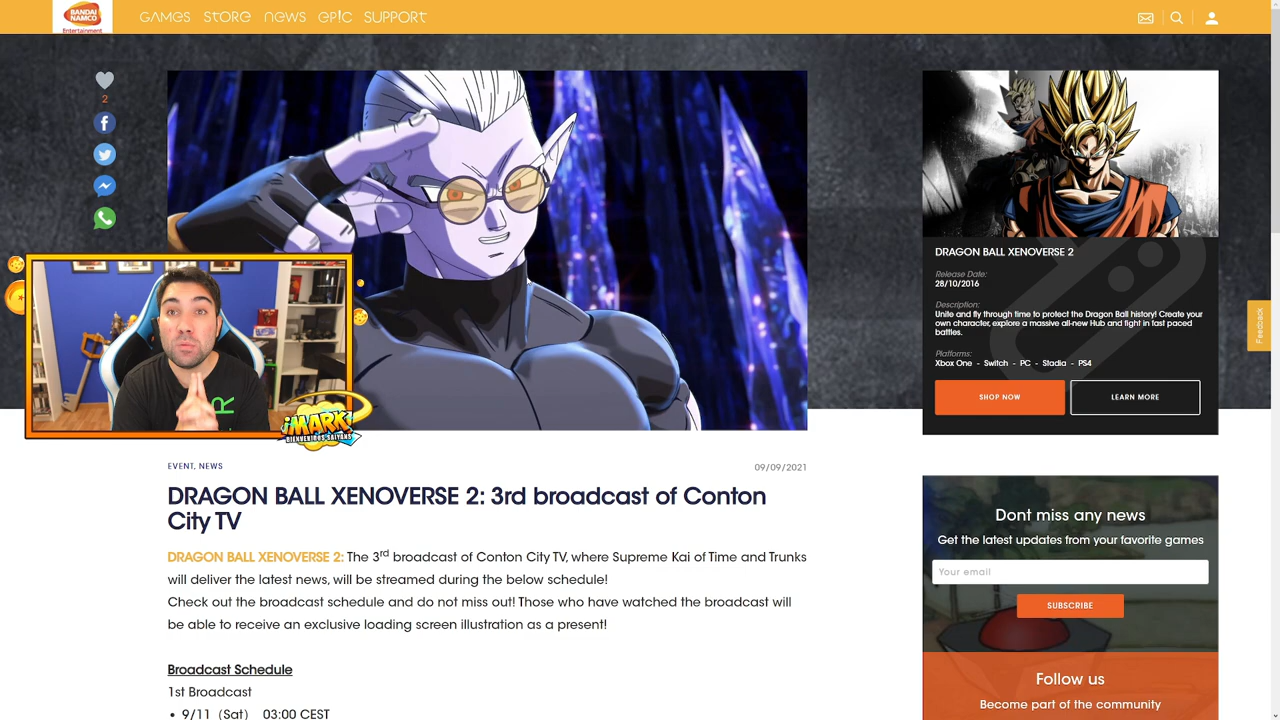 BANDAI
NAMCO
Entertainment
GAMES STORE NEWS EPIC SUPPORT
2
DRAGON BALL XENOVERSE 2
Release Date:
28/10/2016
Description:
Unite and fly through time to protect the Dragon Ball history! Create your
own character, explore a massive all-new Hub and fight in fast paced
battles.
Platforms:
Xbox One - Switch - PC - Stadia - PS4
SHOP NOW
LEARN MORE
Feedback
¡MARK!
BIENVENIDOS SAIYANS
EVENT, NEWS
09/09/2021
DRAGON BALL XENOVERSE 2: 3rd broadcast of Conton
City TV
DRAGON BALL XENOVERSE 2: The 3rd broadcast of Conton City TV, where Supreme Kai of Time and Trunks
will deliver the latest news, will be streamed during the below schedule!
Check out the broadcast schedule and do not miss out! Those who have watched the broadcast will
be able to receive an exclusive loading screen illustration as a present!
Broadcast Schedule
1st Broadcast
• 9/11 (Sat) 03:00 CEST
Dont miss any news
Get the latest updates from your favorite games
Your email
SUBSCRIBE
Follow us
Become part of the community